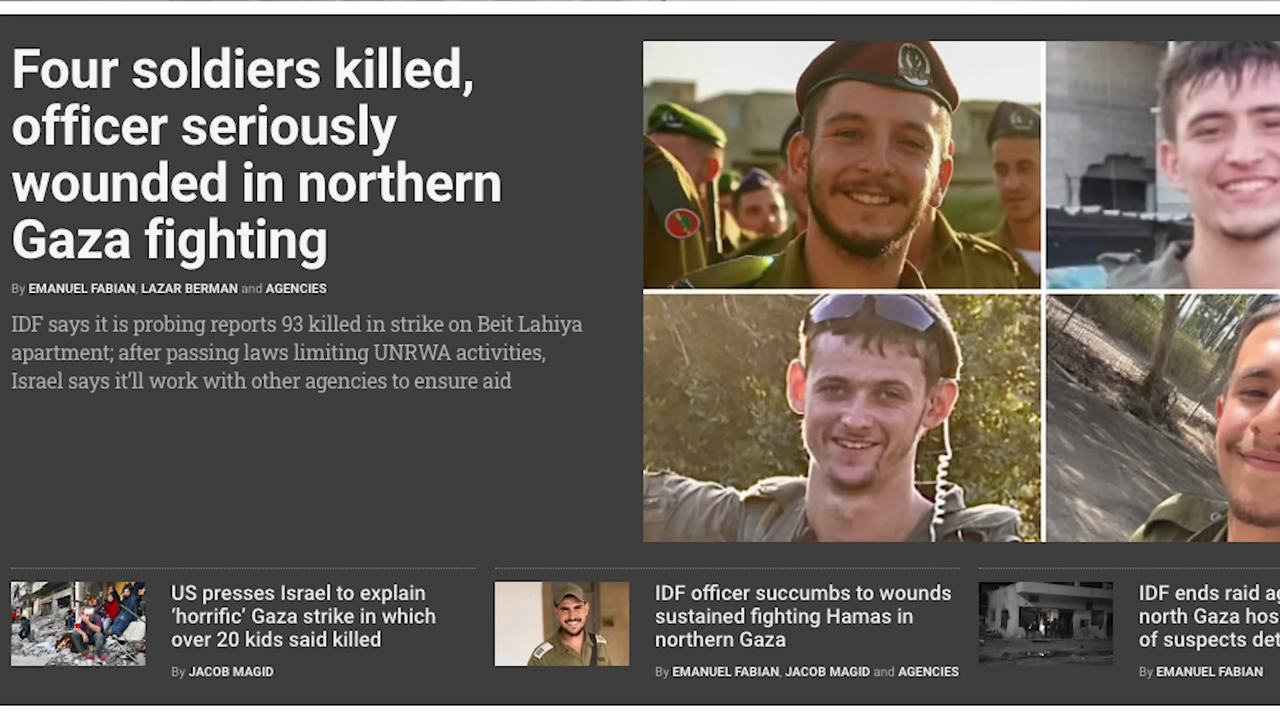 Four soldiers killed,
officer seriously
wounded in northern
Gaza fighting
By EMANUEL FABIAN, LAZAR BERMAN and AGENCIES
IDF says it is probing reports 93 killed in strike on Beit Lahiya
apartment; after passing laws limiting UNRWA activities,
Israel says it’ll work with other agencies to ensure aid
US presses Israel to explain
‘horrific’ Gaza strike in which
over 20 kids said killed
By JACOB MAGID
IDF officer succumbs to wounds
sustained fighting Hamas in
northern Gaza
By EMANUEL FABIAN, JACOB MAGID and AGENCIES
IDF ends raid
north Gaza
of suspects
By EMANUEL FABIAN